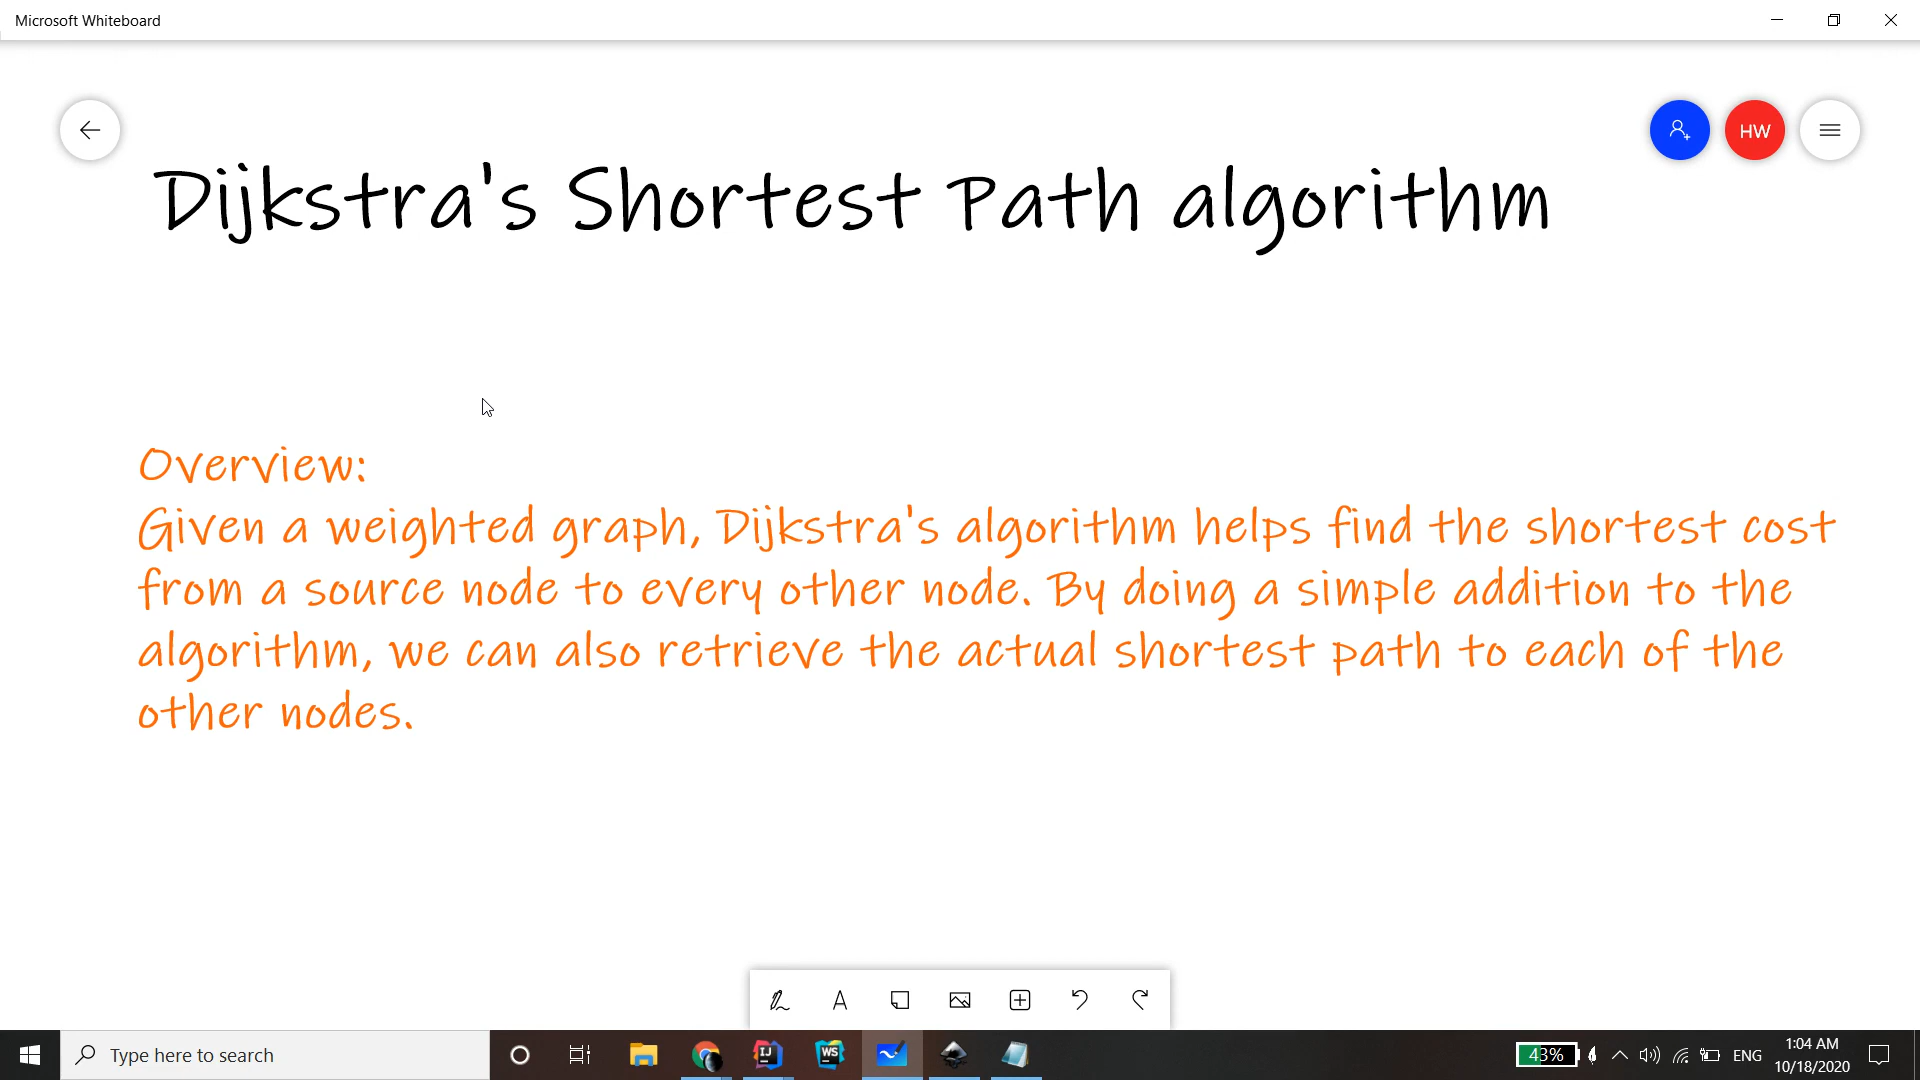 Microsoft Whiteboard
HW
Dijkstra's Shortest Path algorithm
Overview:
Given a weighted graph, Dijkstra's algorithm helps find the shortest cost
from a source node to every other node. By doing a simple addition to the
algorithm, we can also retrieve the actual shortest path to each of the
other nodes.
A
Type here to search
IJ
WS
43%
ENG
1:04 AM
10/18/2020